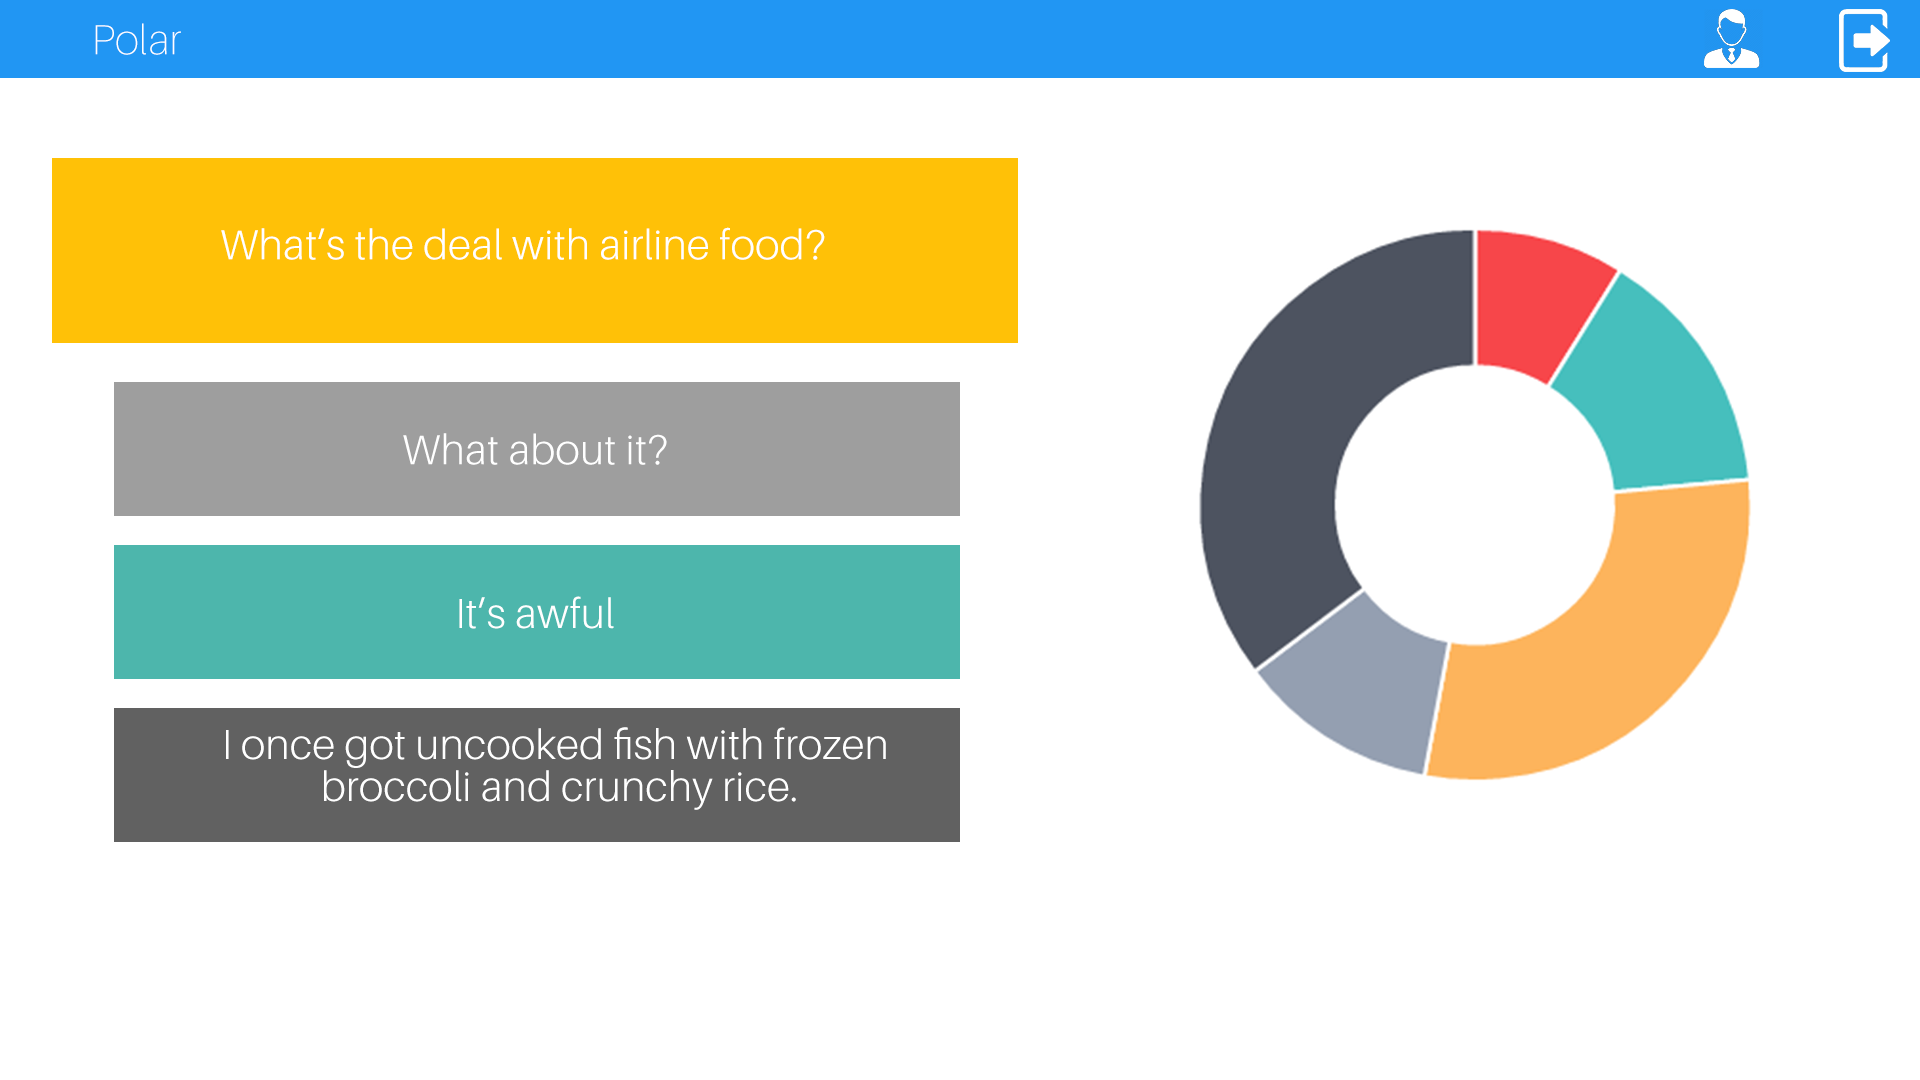 Polar
What’s the deal with airline food?
What about it?
It’s awful
I once got uncooked fish with frozen
broccoli and crunchy rice.